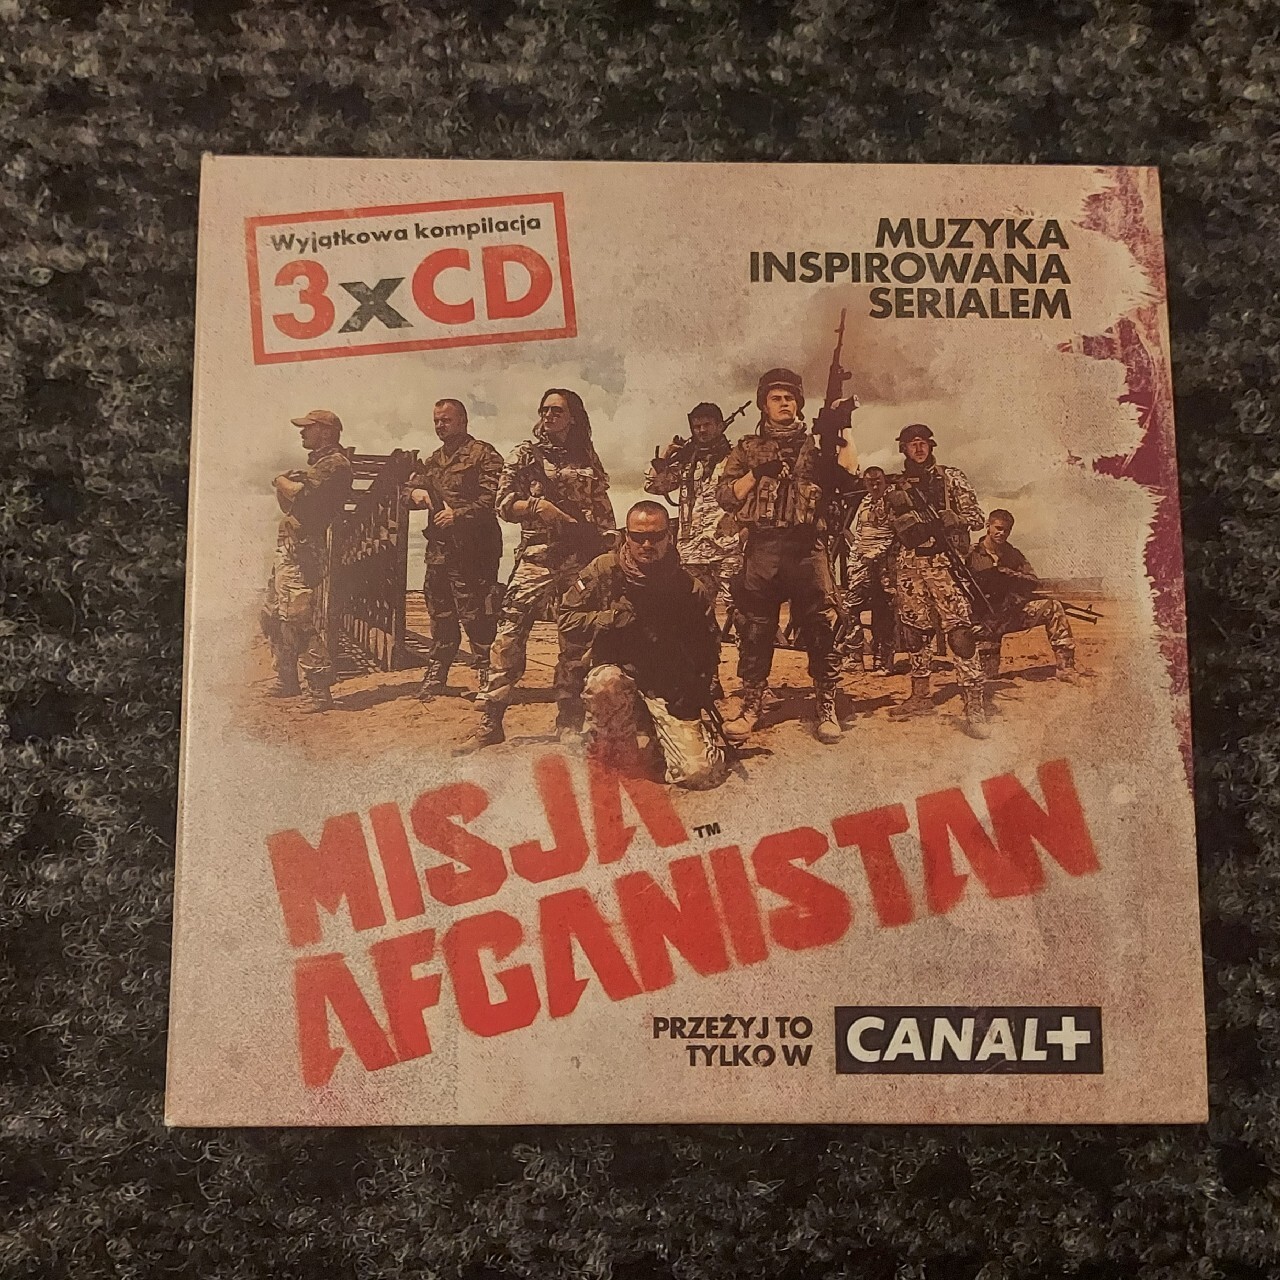 Wyjątkowa kompilacja
3xCD
MUZYKA
INSPIROWANA
SERIALEM
MISJA™
AFGANISTAN
PRZEŻYJ TO
TYLKO W
CANAL+